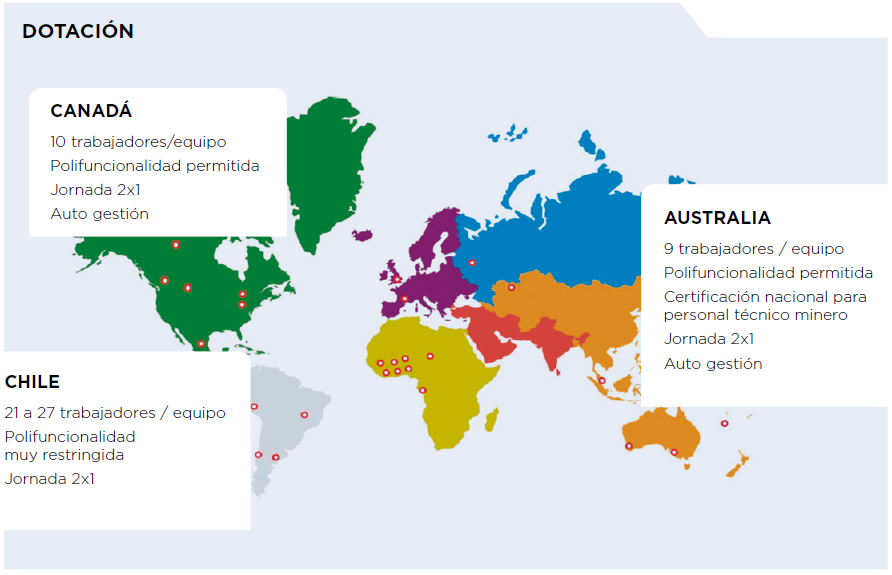 DOTACIÓN
CANADÁ
10 trabajadores/equipo
Polifuncionalidad permitida
Jornada 2x1
Auto gestión
AUSTRALIA
9 trabajadores / equipo
Polifuncionalidad permitida
Certificación nacional para
personal técnico minero
Jornada 2x1
Auto gestión
CHILE
21 a 27 trabajadores / equipo
Polifuncionalidad
muy restringida
Jornada 2x1